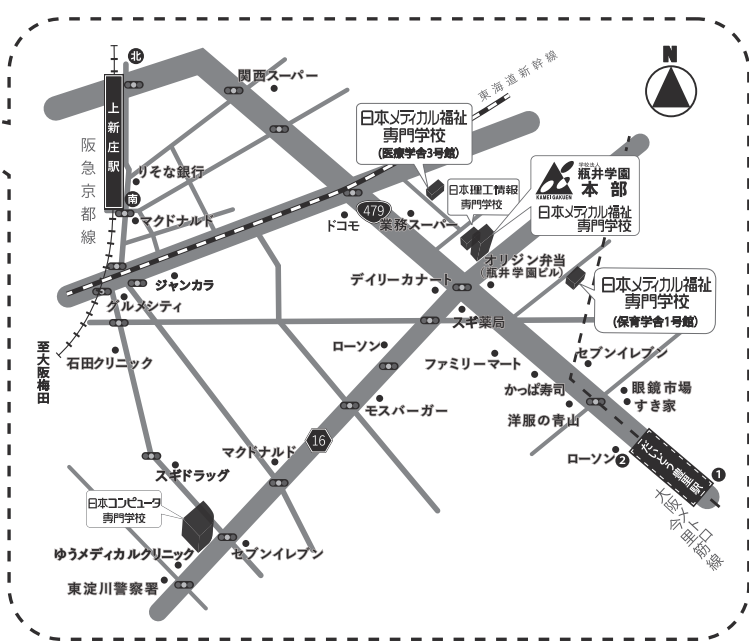 北
上新庄駅
阪急京都線
南
関西スーパー
東海道新幹線
N
りそな銀行
マクドナルド
日本メディカル福祉
専門学校
(医療学舎3号館)
日本理工情報
専門学校
学校法人
瓶井学園
本部
KAMEI GAKUEN
日本メディカル福祉
専門学校
479
ドコモ
業務スーパー
オリジン弁当
(瓶井学園ビル)
ジャンカラ
デイリーカナート
日本メディカル福祉
専門学校
(保育学舎1号館)
グルメシティ
スギ薬局
至大阪梅田
石田クリニック
ローソン
ファミリーマート
セブンイレブン
かっぱ寿司
眼鏡市場
すき家
モスバーガー
洋服の青山
16
マクドナルド
ローソン
2
だいどう豊里駅
1
大阪メトロ
今里筋線
スギドラッグ
日本コンピュータ
専門学校
ゆうメディカルクリニック
セブンイレブン
東淀川警察署